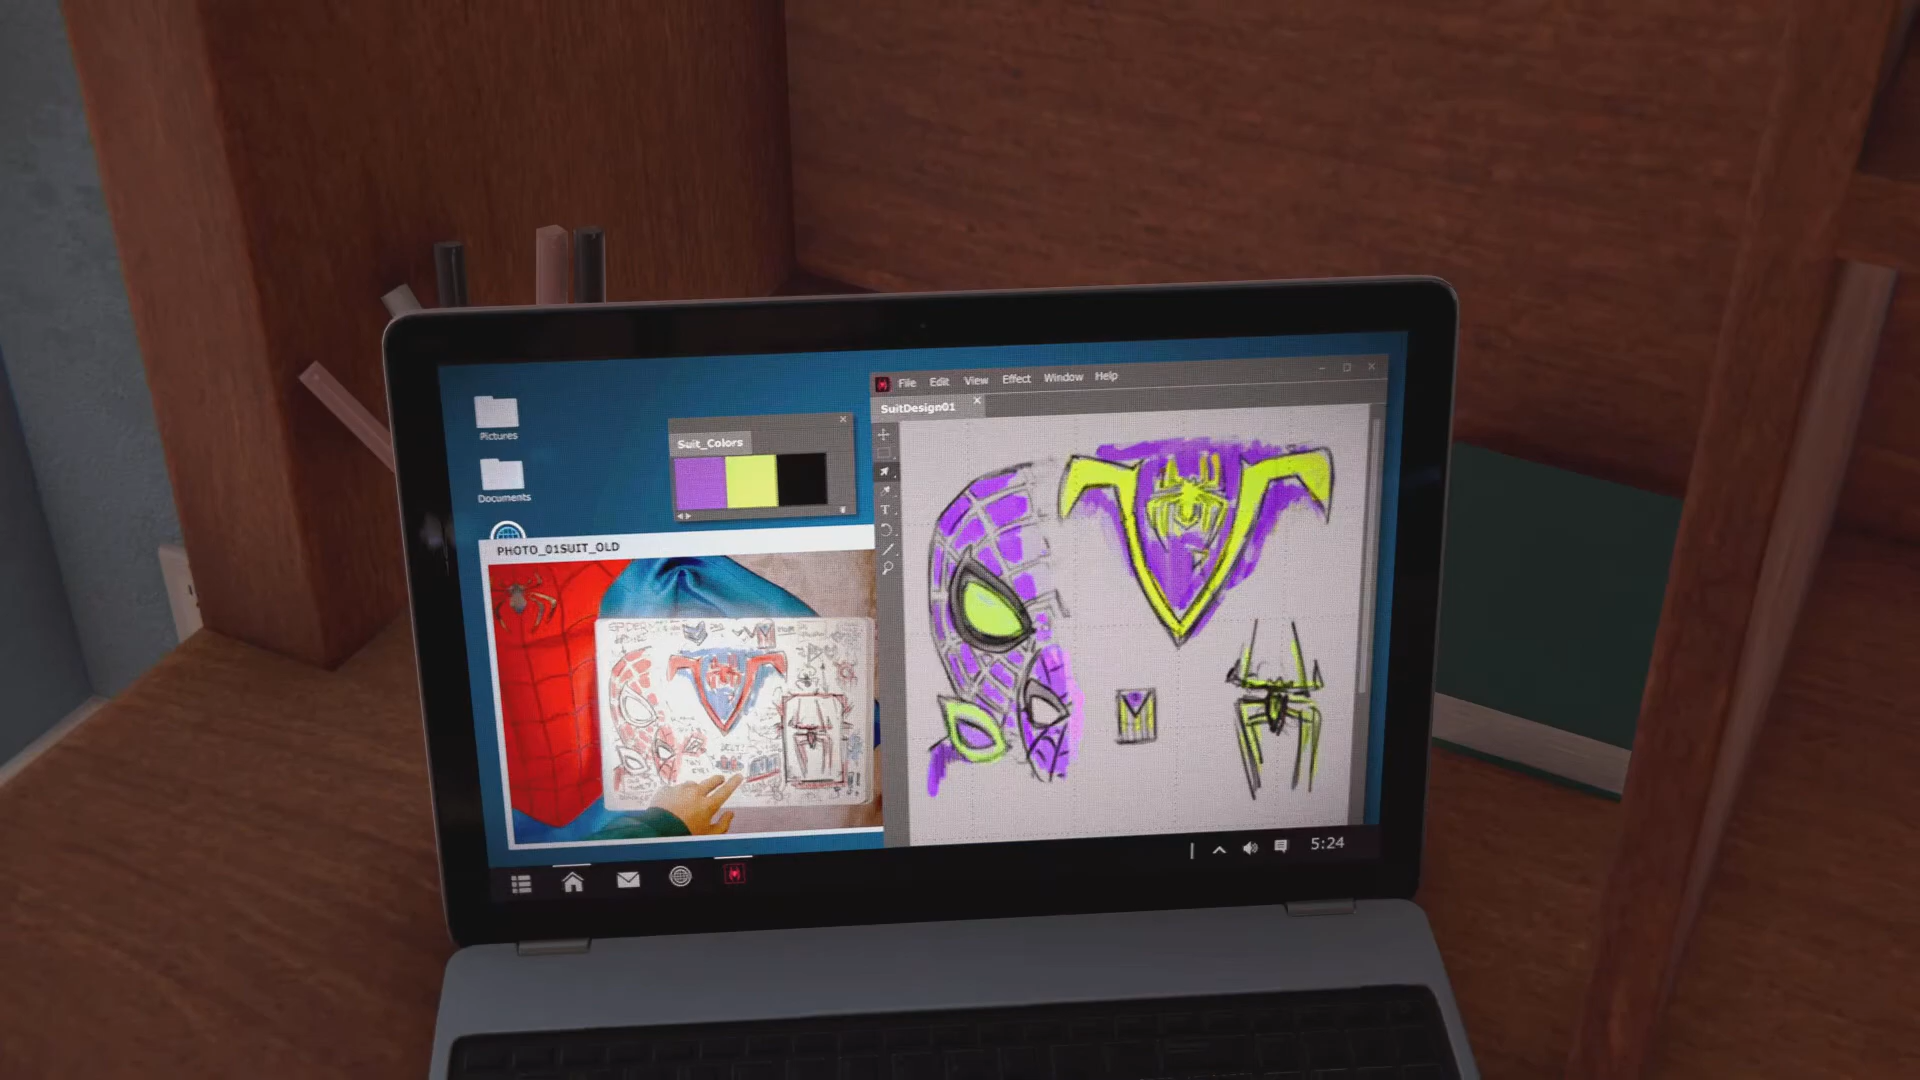 File Edit View Effect Window Help
SuitDesign01
Pictures
Suit_Colors
Documents
PHOTO_01SUIT_OLD
5:24